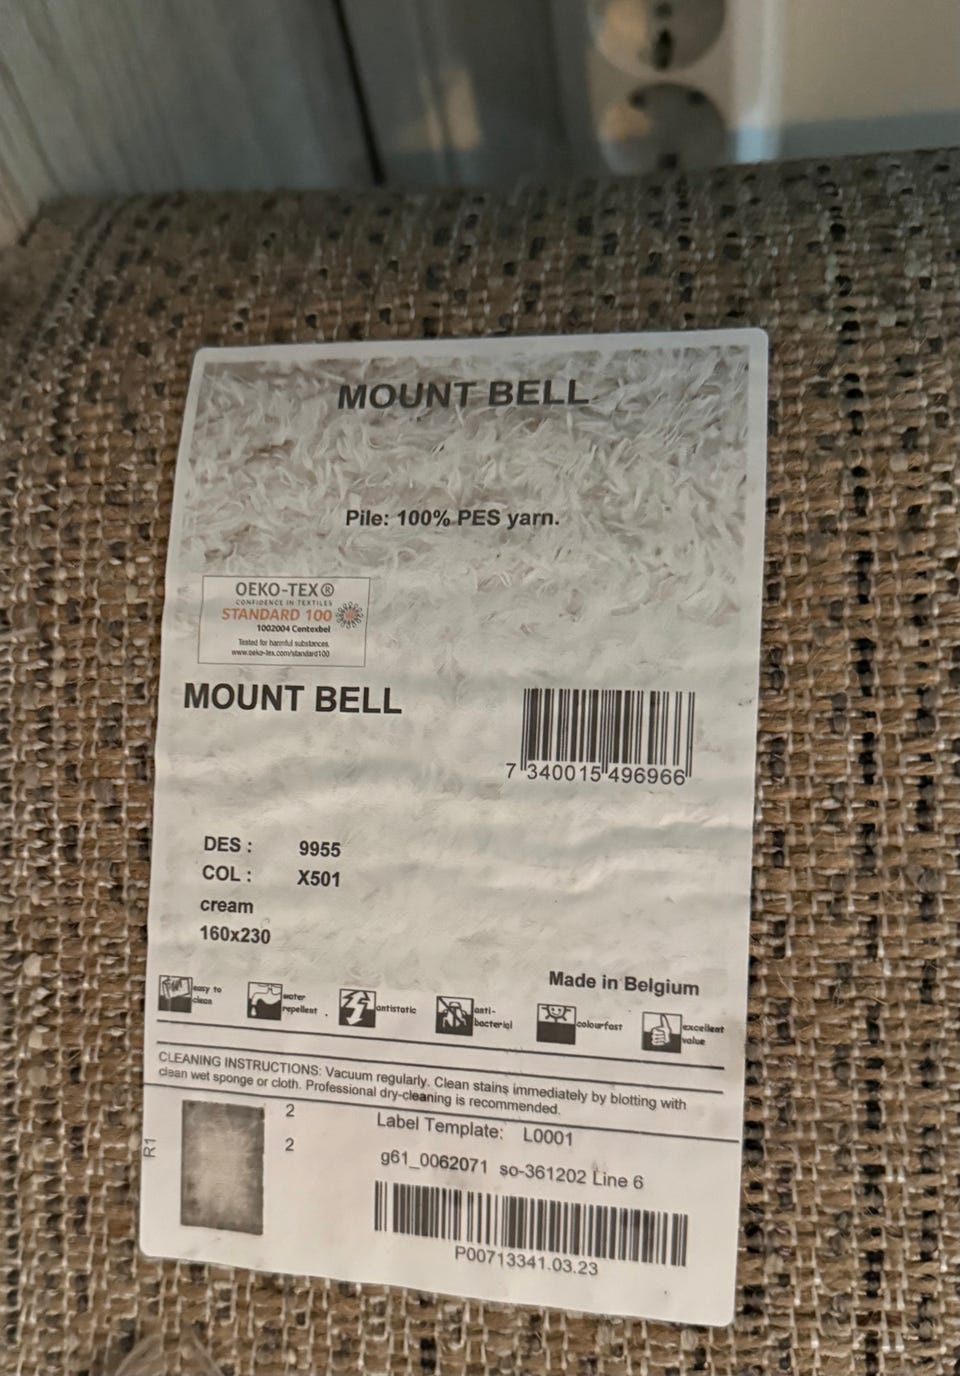 MOUNT BELL
Pile: 100% PES yarn.
OEKO-TEX®
CONFIDENCE IN TEXTILES
STANDARD 100
1002004 Centexbel
Tested for harmful substances.
www.oeko-tex.com/standard100
MOUNT BELL
7 340015 496966
DES : 9955
COL : X501
cream
160x230
Made in Belgium
easy to
clean
water
repellent .
antistatic
anti-
bacterial
colourfast
excellent
value
CLEANING INSTRUCTIONS: Vacuum regularly. Clean stains immediately by blotting with
clean wet sponge or cloth. Professional dry-cleaning is recommended.
R1
2
2
Label Template: L0001
g61_0062071 so-361202 Line 6
P00713341.03.23